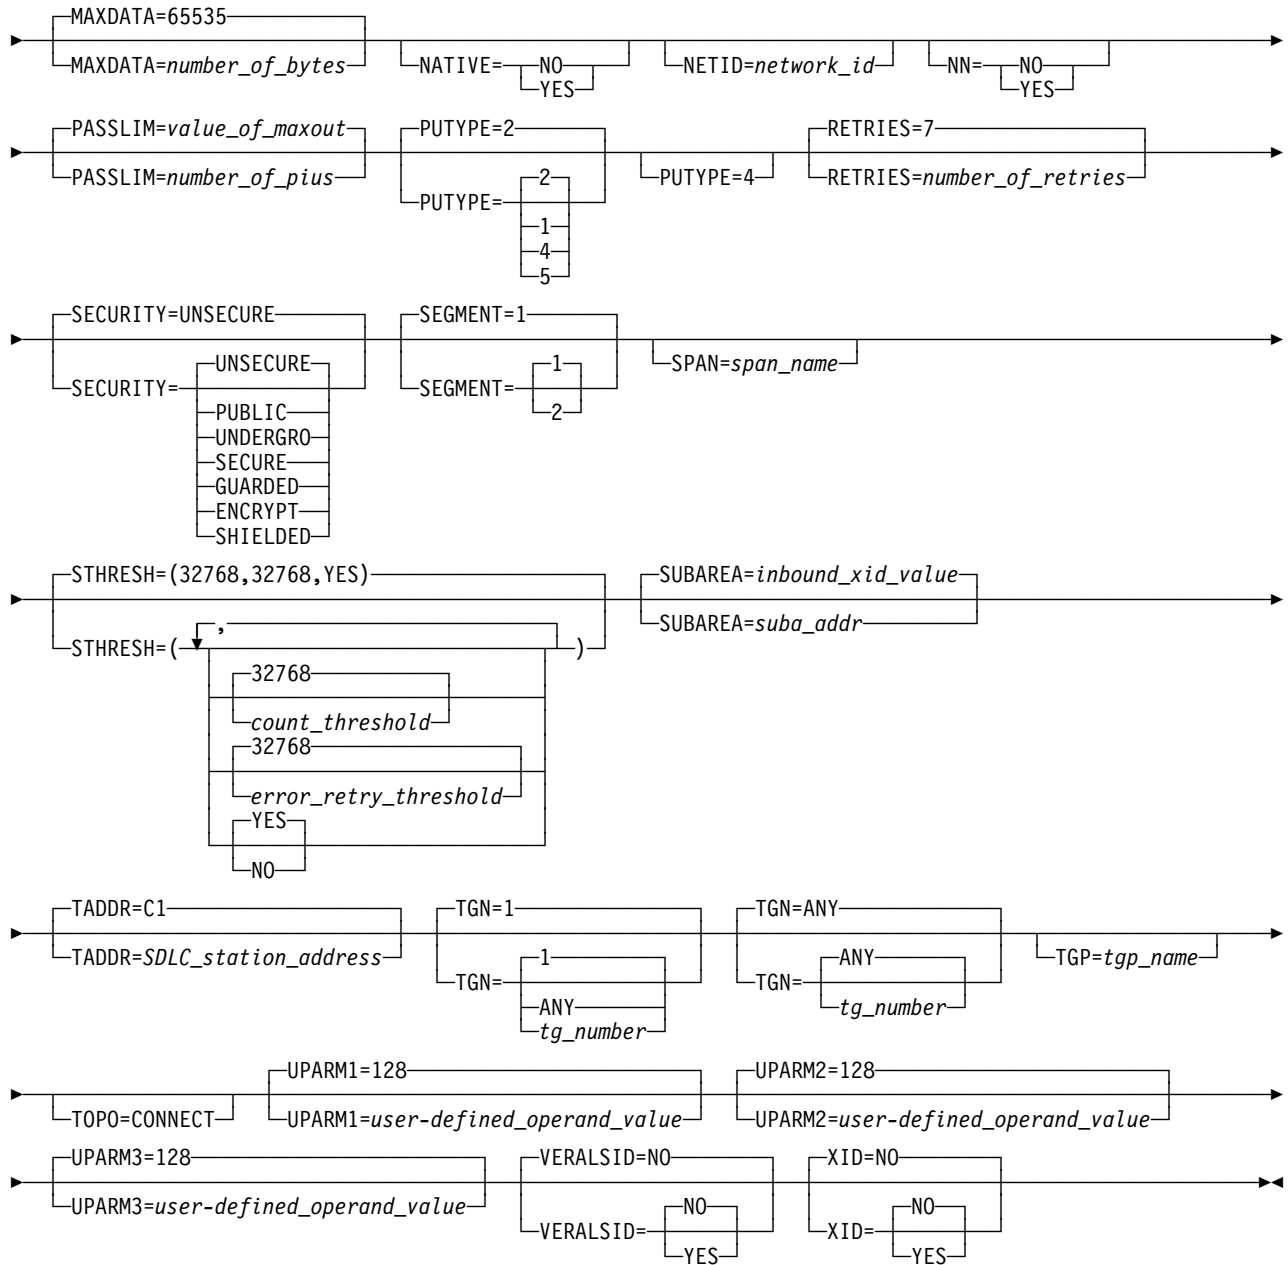 MAXDATA=65535
MAXDATA=number_of_bytes
NATIVE=
NO
YES
NETID=network_id
NN=
NO
YES
PASSLIM=value_of_maxout
PASSLIM=number_of_pius
PUTYPE=2
PUTYPE=
2
1
4
5
PUTYPE=4
RETRIES=7
RETRIES=number_of_retries
SECURITY=UNSECURE
SECURITY=
UNSECURE
PUBLIC
UNDERGRO
SECURE
GUARDED
ENCRYPT
SHIELDED
SEGMENT=1
SEGMENT=
1
2
SPAN=span_name
STHRESH=(32768,32768,YES)
STHRESH=(
,
)
32768
count_threshold
32768
error_retry_threshold
YES
NO
SUBAREA=inbound_xid_value
SUBAREA=suba_addr
TADDR=C1
TADDR=SDLC_station_address
TGN=1
TGN=
1
ANY
tg_number
TGN=ANY
TGN=
ANY
tg_number
TGP=tgp_name
TOPO=CONNECT
UPARM1=128
UPARM1=user-defined_operand_value
UPARM2=128
UPARM2=user-defined_operand_value
UPARM3=128
UPARM3=user-defined_operand_value
VERALSID=NO
VERALSID=
NO
YES
XID=NO
XID=
NO
YES